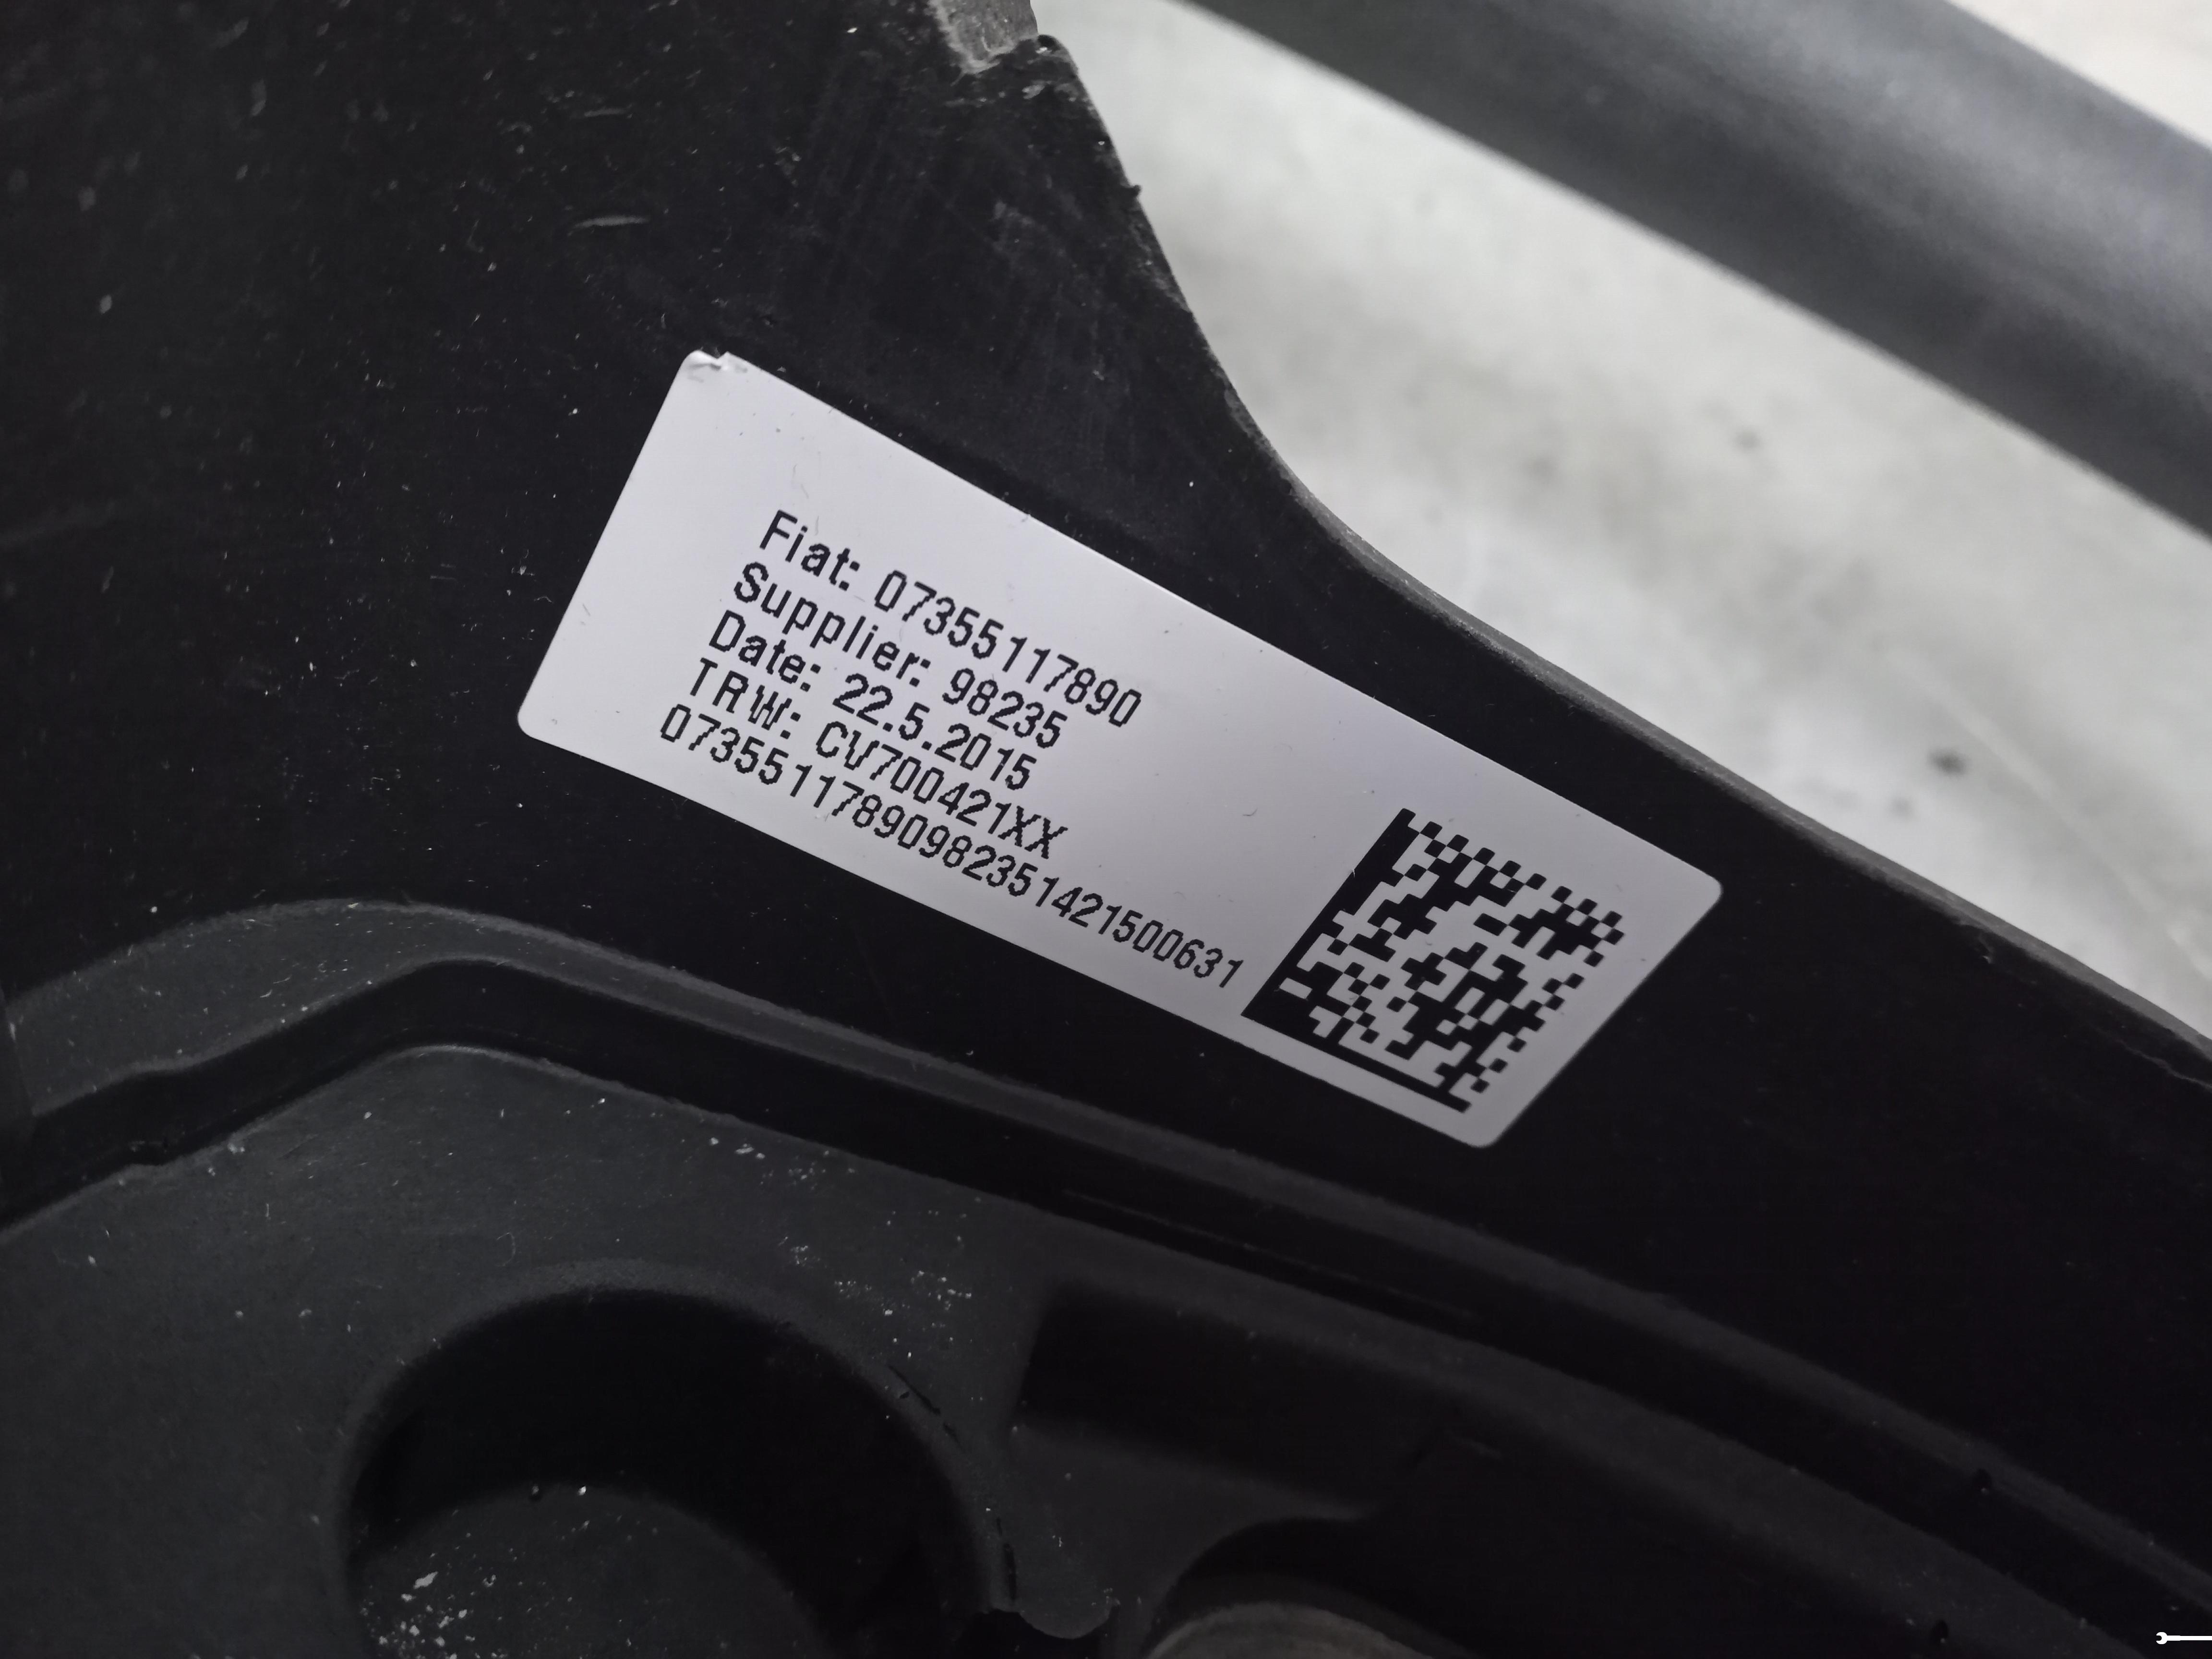 Fiat: 07355117890
Supplier: 98235
Date: 22.5.2015
TRW: CV700421XX
07355117890982351421500631